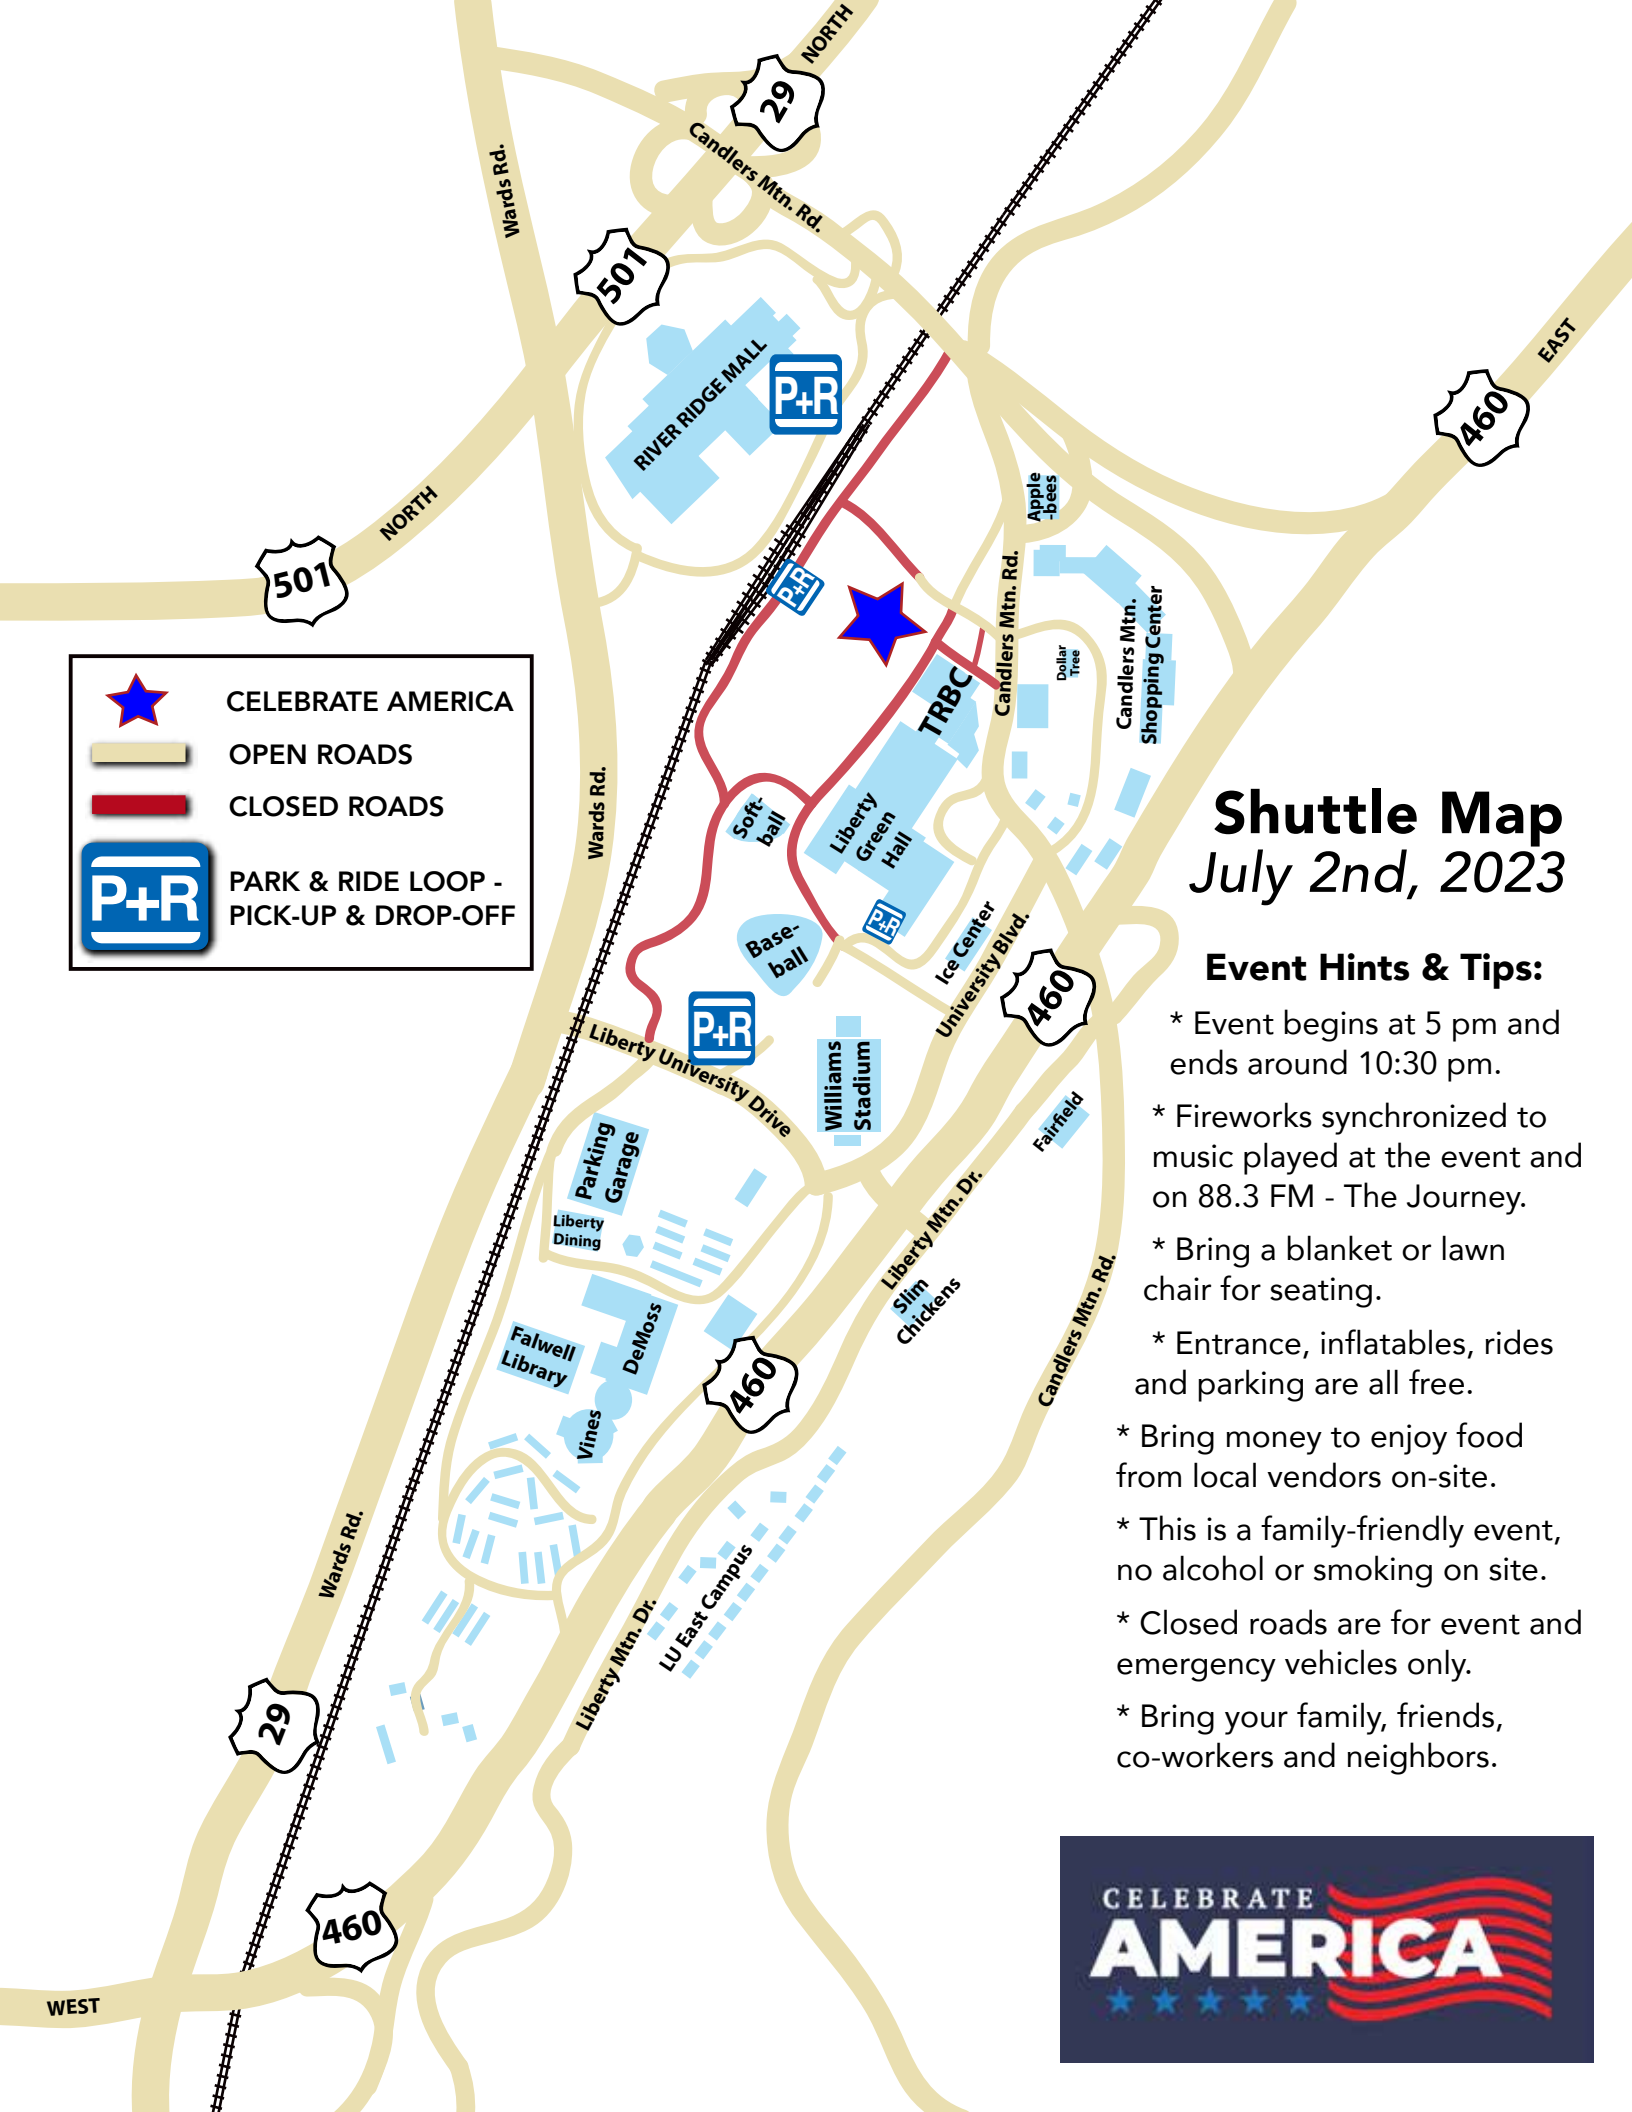 NORTH
29
Candlers Mtn. Rd.
Wards Rd.
501
EAST
460
RIVER RIDGE MALL
P+R
NORTH
501
Apple
-bees
P+R
Candlers Mtn. Rd.
Dollar
Tree
Candlers Mtn.
Shopping Center
TRBC
CELEBRATE AMERICA
OPEN ROADS
CLOSED ROADS
P+R
PARK & RIDE LOOP -
PICK-UP & DROP-OFF
Wards Rd.
Soft-
ball
Liberty
Green
Hall
Shuttle Map
July 2nd, 2023
Base-
ball
P+R
Ice Center
University Blvd.
460
P+R
Liberty University Drive
Williams
Stadium
Fairfield
Parking
Garage
Liberty
Dining
Liberty Mtn. Dr.
Slim
Chickens
Candlers Mtn. Rd.
Falwell
Library
DeMoss
460
Vines
Wards Rd.
LU East Campus
Liberty Mtn. Dr.
29
460
WEST
Event Hints & Tips:
* Event begins at 5 pm and
ends around 10:30 pm.
* Fireworks synchronized to
music played at the event and
on 88.3 FM - The Journey.
* Bring a blanket or lawn
chair for seating.
* Entrance, inflatables, rides
and parking are all free.
* Bring money to enjoy food
from local vendors on-site.
* This is a family-friendly event,
no alcohol or smoking on site.
* Closed roads are for event and
emergency vehicles only.
* Bring your family, friends,
co-workers and neighbors.
CELEBRATE
AMERICA